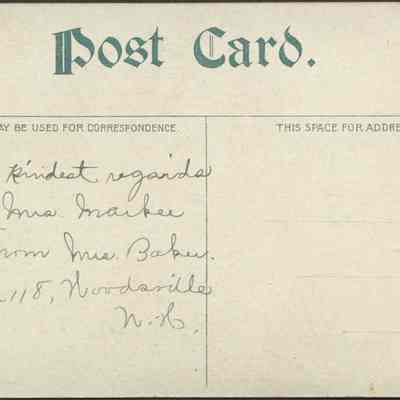 Post Card.
AY BE USED FOR CORRESPONDENCE.
THIS SPACE FOR ADDRE
kindest regards
Mrs. Markee
rom Mrs. Baker.
118, Woodsville
N.H.